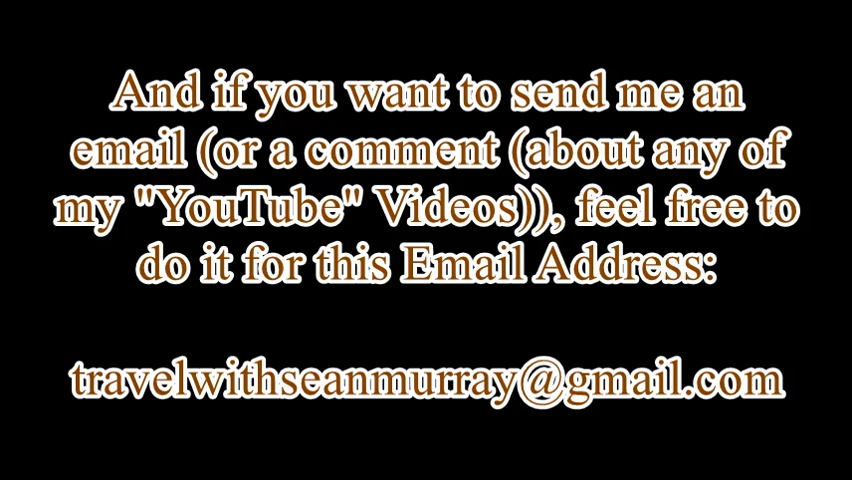 And if you want to send me an
email (or a comment (about any of
my "YouTube" Videos)), feel free to
do it for this Email Address:
travelwithseanmurray@gmail.com